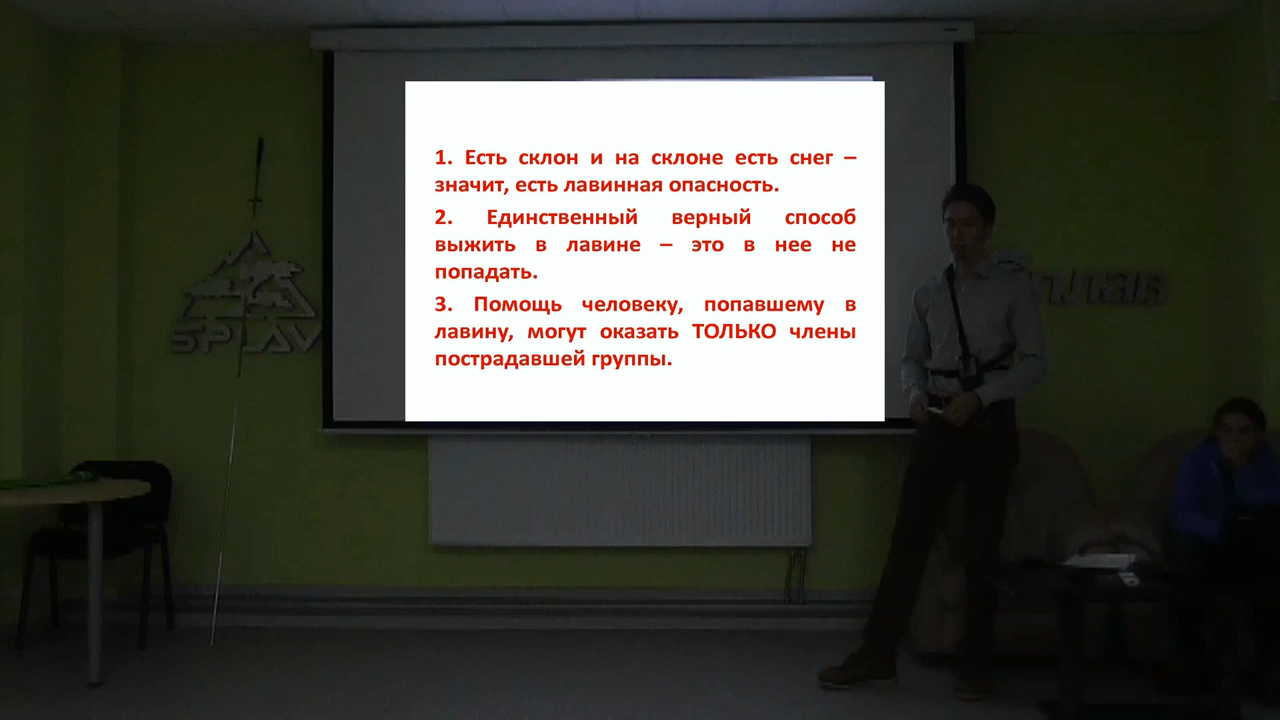 1. Есть склон и на склоне есть снег –
значит, есть лавинная опасность.
2. Единственный верный способ
выжить в лавине – это в нее не
попадать.
3. Помощь человеку, попавшему в
лавину, могут оказать ТОЛЬКО члены
пострадавшей группы.
SPLAV